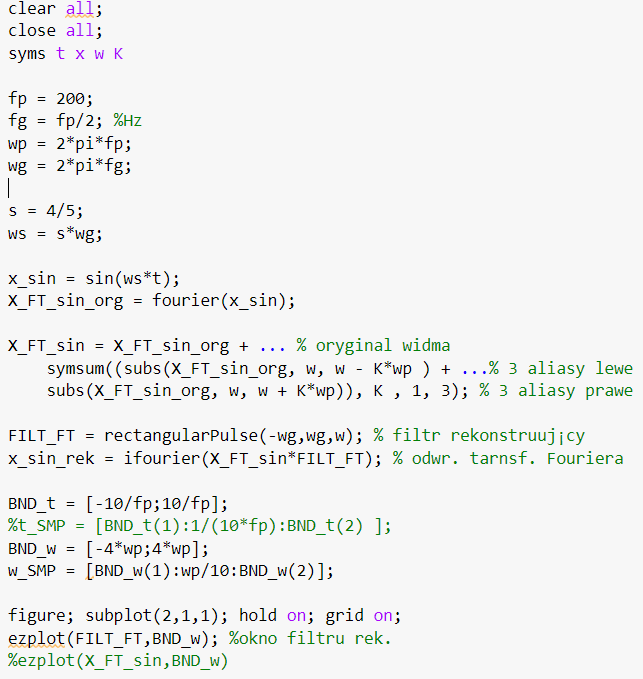 clear all;
close all;
syms t x w K
fp = 200;
fg = fp/2; %Hz
wp = 2*pi*fp;
wg = 2*pi*fg;
s = 4/5;
ws = s*wg;
x_sin = sin(ws*t);
X_FT_sin_org = fourier(x_sin);
X_FT_sin = X_FT_sin_org + ... % oryginal widma
symsum((subs(X_FT_sin_org, w, w - K*wp ) + ...% 3 aliasy lewe
subs(X_FT_sin_org, w, w + K*wp)), K , 1, 3); % 3 aliasy prawe
FILT_FT = rectangularPulse(-wg,wg,w); % filtr rekonstruuj¡cy
x_sin_rek = ifourier(X_FT_sin*FILT_FT); % odwr. tarnsf. Fouriera
BND_t = [-10/fp;10/fp];
%t_SMP = [BND_t(1):1/(10*fp):BND_t(2) ];
BND_w = [-4*wp;4*wp];
w_SMP = [BND_w(1):wp/10:BND_w(2)];
figure; subplot(2,1,1); hold on; grid on;
ezplot(FILT_FT,BND_w); %okno filtru rek.
%ezplot(X_FT_sin,BND_w)